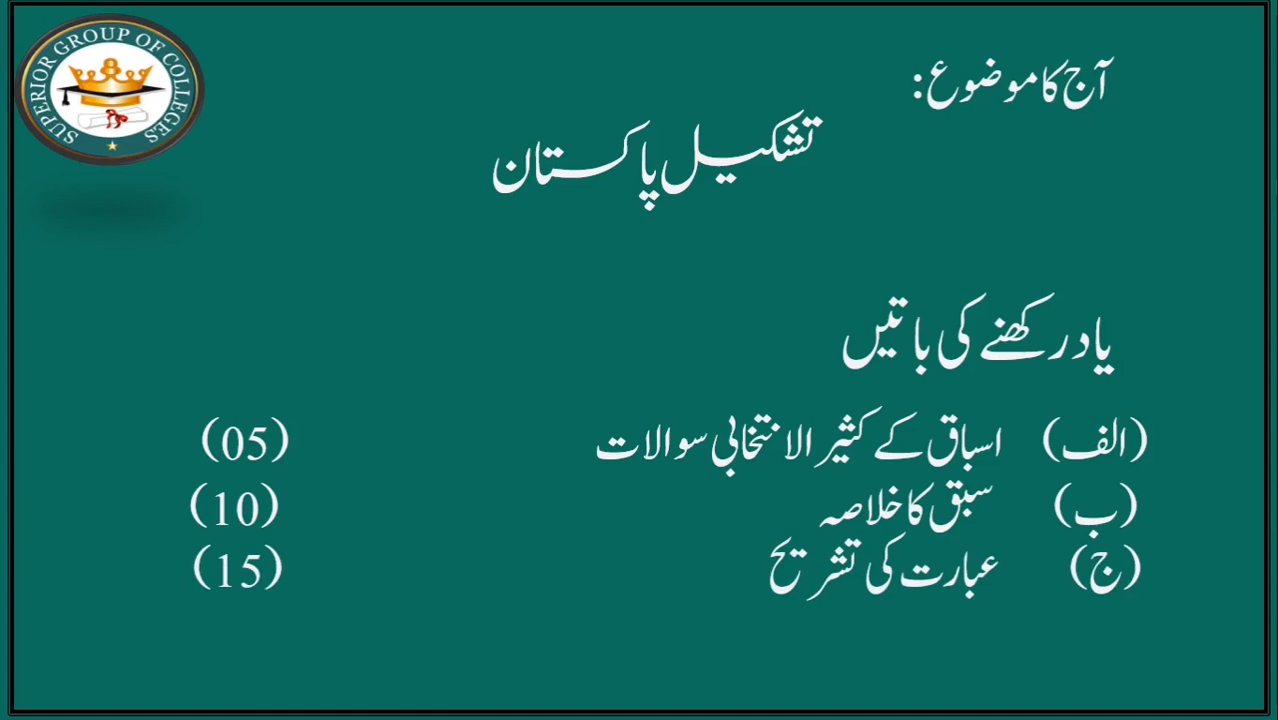 SUPERIOR GROUP OF COLLEGES
آج کا موضوع:
تشکیل پاکستان
یاد رکھنے کی باتیں
(الف) اسباق کے کثیر الانتخابی سوالات (05)
(ب) سبق کا خلاصہ (10)
(ج) عبارت کی تشریح (15)